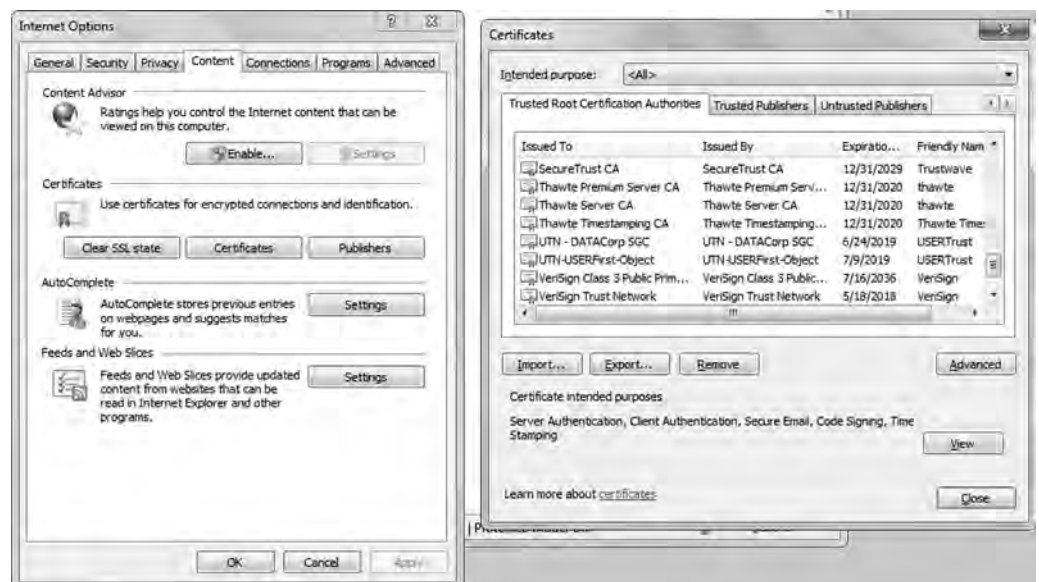 Internet Options
General Security Privacy Content Connections Programs Advanced
Content Advisor
Ratings help you control the Internet content that can be
viewed on this computer.
Enable... Settings
Certificates
Use certificates for encrypted connections and identification.
Clear SSL state Certificates Publishers
AutoComplete
AutoComplete stores previous entries
on webpages and suggests matches
for you.
Settings
Feeds and Web Slices
Feeds and Web Slices provide updated
content from websites that can be
read in Internet Explorer and other
programs.
Settings
OK Cancel Apply
Certificates
Intended purpose: <All>
Trusted Root Certification Authorities Trusted Publishers Untrusted Publishers
Issued To Issued By Expiratio... Friendly Nam
SecureTrust CA SecureTrust CA 12/31/2029 Trustwave
Thawte Premium Server CA Thawte Premium Serv... 12/31/2020 thawte
Thawte Server CA Thawte Server CA 12/31/2020 thawte
Thawte Timestamping CA Thawte Timestamping... 12/31/2020 Thawte Time
UTN - DATACorp SGC UTN - DATACorp SGC 6/24/2019 USERTrust
UTN-USERFirst-Object UTN-USERFirst-Object 7/9/2019 USERTrust
VeriSign Class 3 Public Prim... VeriSign Class 3 Public... 7/16/2036 VeriSign
VeriSign Trust Network VeriSign Trust Network 5/18/2018 VeriSign
Import... Export... Remove Advanced
Certificate intended purposes
Server Authentication, Client Authentication, Secure Email, Code Signing, Time
Stamping
View
Learn more about certificates
Close